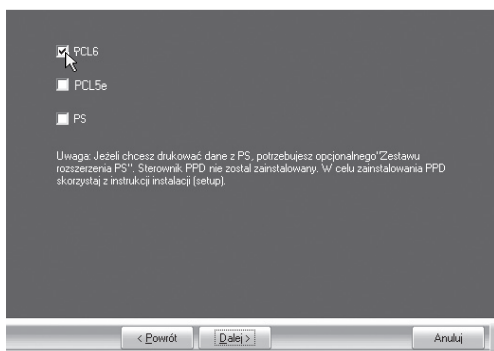 PCL6
PCL5e
PS
Uwaga: Jeżeli chcesz drukować dane z PS, potrzebujesz opcjonalnego"Zestawu
rozszerzenia PS". Sterownik PPD nie zostal zainstalowany. W celu zainstalowania PPD
skorzystaj z instrukcji instalacji (setup).
< Powrót
Dalej >
Anuluj